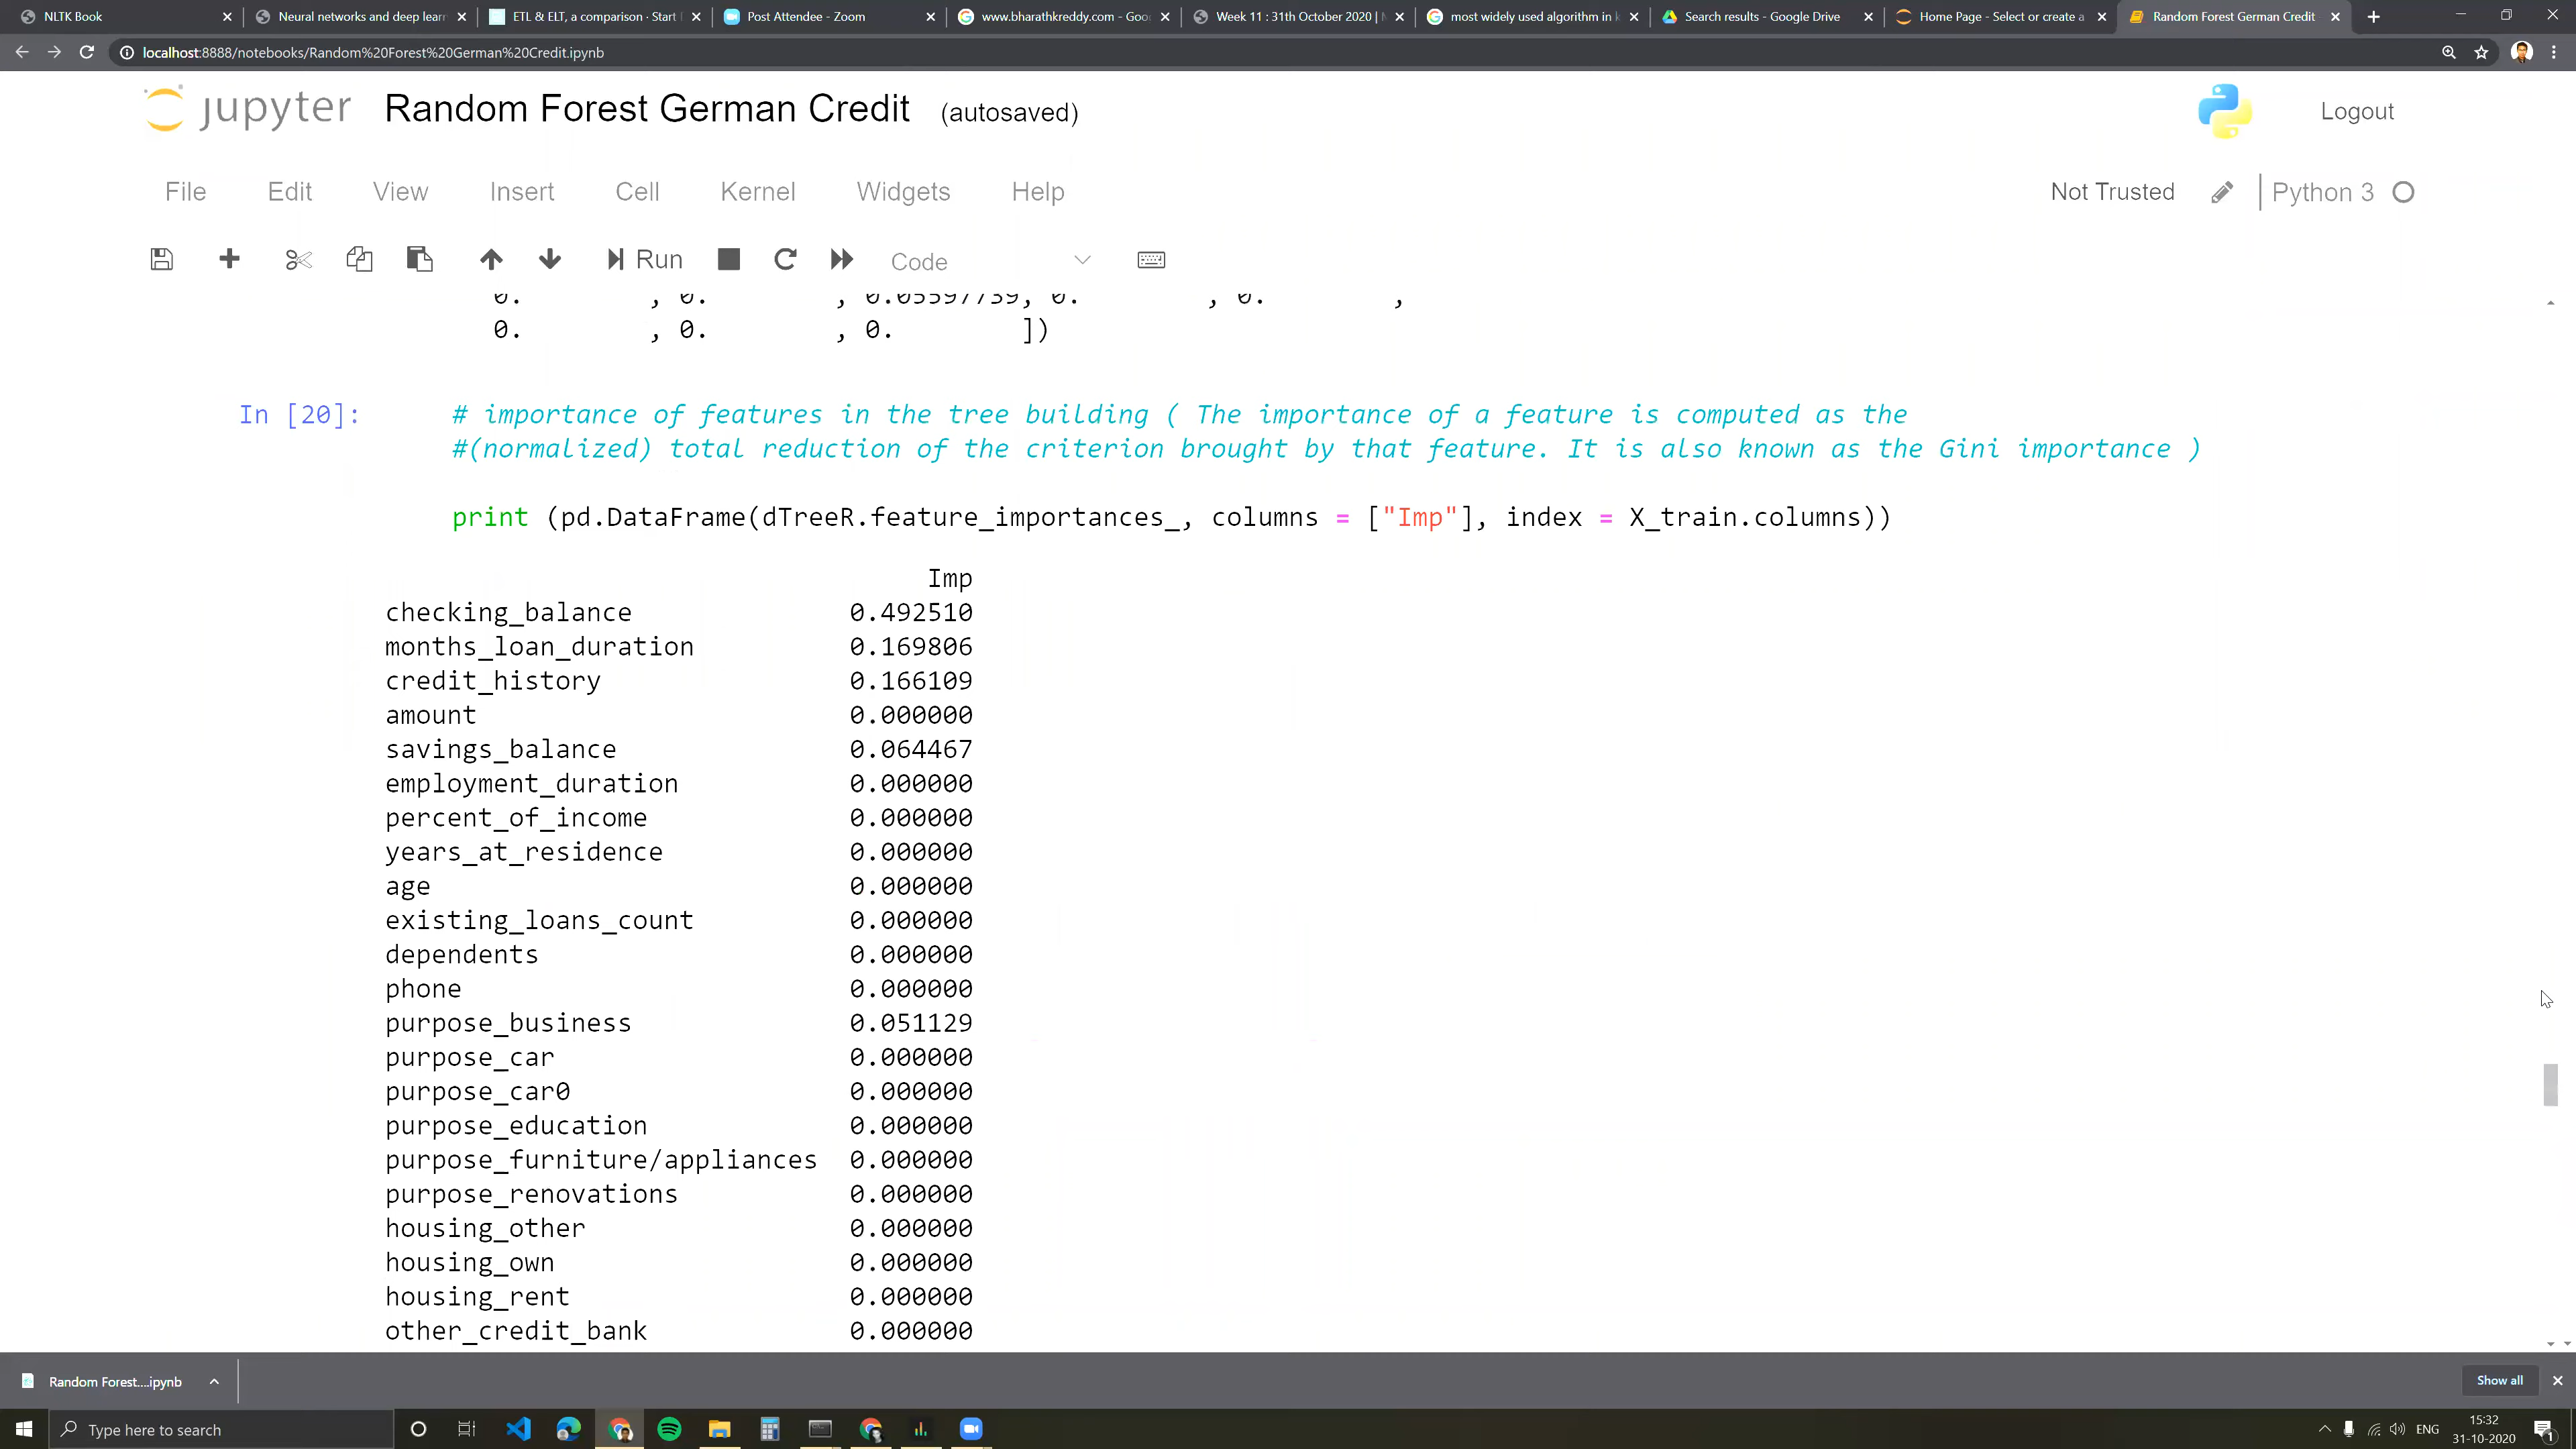 NLTK Book
Neural networks and deep lear
ETL & ELT, a comparison · Start
Post Attendee - Zoom
www.bharathkreddy.com - Goo
Week 11 : 31th October 2020 |
most widely used algorithm in k
Search results - Google Drive
Home Page - Select or create a
Random Forest German Credit
localhost:8888/notebooks/Random%20Forest%20German%20Credit.ipynb
jupyter Random Forest German Credit (autosaved)
Logout
File Edit View Insert Cell Kernel Widgets Help
Not Trusted
Python 3
Run
Code
0. , 0. , 0.05597739, 0. , 0. ,
0. , 0. , 0. ])
In [20]:
# importance of features in the tree building ( The importance of a feature is computed as the
#(normalized) total reduction of the criterion brought by that feature. It is also known as the Gini importance )
print (pd.DataFrame(dTreeR.feature_importances_, columns = ["Imp"], index = X_train.columns))
Imp
checking_balance 0.492510
months_loan_duration 0.169806
credit_history 0.166109
amount 0.000000
savings_balance 0.064467
employment_duration 0.000000
percent_of_income 0.000000
years_at_residence 0.000000
age 0.000000
existing_loans_count 0.000000
dependents 0.000000
phone 0.000000
purpose_business 0.051129
purpose_car 0.000000
purpose_car0 0.000000
purpose_education 0.000000
purpose_furniture/appliances 0.000000
purpose_renovations 0.000000
housing_other 0.000000
housing_own 0.000000
housing_rent 0.000000
other_credit_bank 0.000000
Random Forest....ipynb
Show all
Type here to search
ENG
15:32
31-10-2020
1